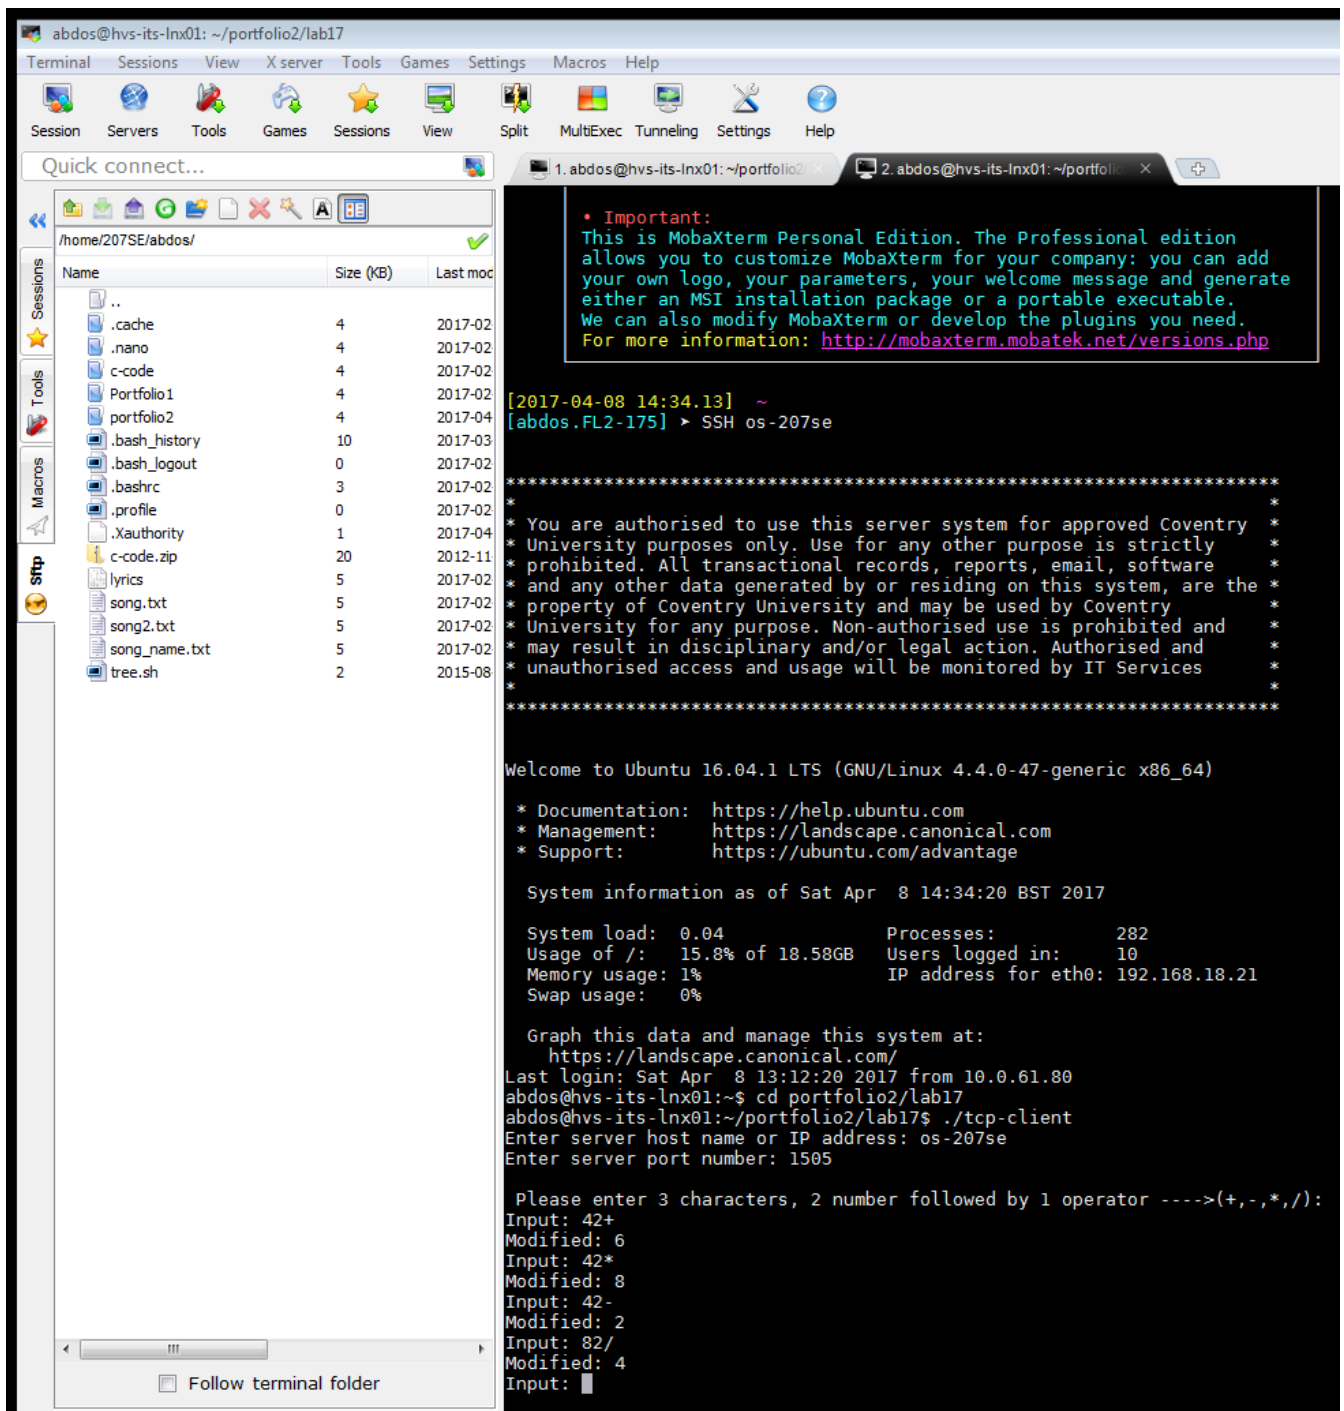 abdos@hvs-its-lnx01: ~/portfolio2/lab17
Terminal Sessions View X server Tools Games Settings Macros Help
Session Servers Tools Games Sessions View Split MultiExec Tunneling Settings Help
Quick connect...
1. abdos@hvs-its-lnx01: ~/portfolio2
2. abdos@hvs-its-lnx01: ~/portfolio
/home/207SE/abdos/
Name Size (KB) Last mod
..
.cache 4 2017-02
.nano 4 2017-02
c-code 4 2017-02
Portfolio1 4 2017-02
portfolio2 4 2017-04
.bash_history 10 2017-03
.bash_logout 0 2017-02
.bashrc 3 2017-02
.profile 0 2017-02
.Xauthority 1 2017-04
c-code.zip 20 2012-11
lyrics 5 2017-02
song.txt 5 2017-02
song2.txt 5 2017-02
song_name.txt 5 2017-02
tree.sh 2 2015-08
Sessions
Tools
Macros
Sftp
Follow terminal folder
• Important:
This is MobaXterm Personal Edition. The Professional edition
allows you to customize MobaXterm for your company: you can add
your own logo, your parameters, your welcome message and generate
either an MSI installation package or a portable executable.
We can also modify MobaXterm or develop the plugins you need.
For more information: http://mobaxterm.mobatek.net/versions.php
[2017-04-08 14:34.13] ~
[abdos.FL2-175] ➤ SSH os-207se
***********************************************************************
* *
* You are authorised to use this server system for approved Coventry *
* University purposes only. Use for any other purpose is strictly *
* prohibited. All transactional records, reports, email, software *
* and any other data generated by or residing on this system, are the *
* property of Coventry University and may be used by Coventry *
* University for any purpose. Non-authorised use is prohibited and *
* may result in disciplinary and/or legal action. Authorised and *
* unauthorised access and usage will be monitored by IT Services *
* *
***********************************************************************
Welcome to Ubuntu 16.04.1 LTS (GNU/Linux 4.4.0-47-generic x86_64)
* Documentation: https://help.ubuntu.com
* Management: https://landscape.canonical.com
* Support: https://ubuntu.com/advantage
System information as of Sat Apr 8 14:34:20 BST 2017
System load: 0.04 Processes: 282
Usage of /: 15.8% of 18.58GB Users logged in: 10
Memory usage: 1% IP address for eth0: 192.168.18.21
Swap usage: 0%
Graph this data and manage this system at:
https://landscape.canonical.com/
Last login: Sat Apr 8 13:12:20 2017 from 10.0.61.80
abdos@hvs-its-lnx01:~$ cd portfolio2/lab17
abdos@hvs-its-lnx01:~/portfolio2/lab17$ ./tcp-client
Enter server host name or IP address: os-207se
Enter server port number: 1505
Please enter 3 characters, 2 number followed by 1 operator ---->(+,-,*,/):
Input: 42+
Modified: 6
Input: 42*
Modified: 8
Input: 42-
Modified: 2
Input: 82/
Modified: 4
Input: